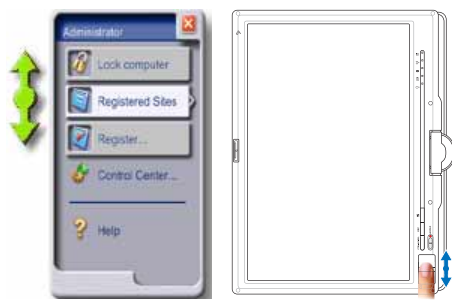 Administrator
Lock computer
Registered Sites
Register...
Control Center...
Help